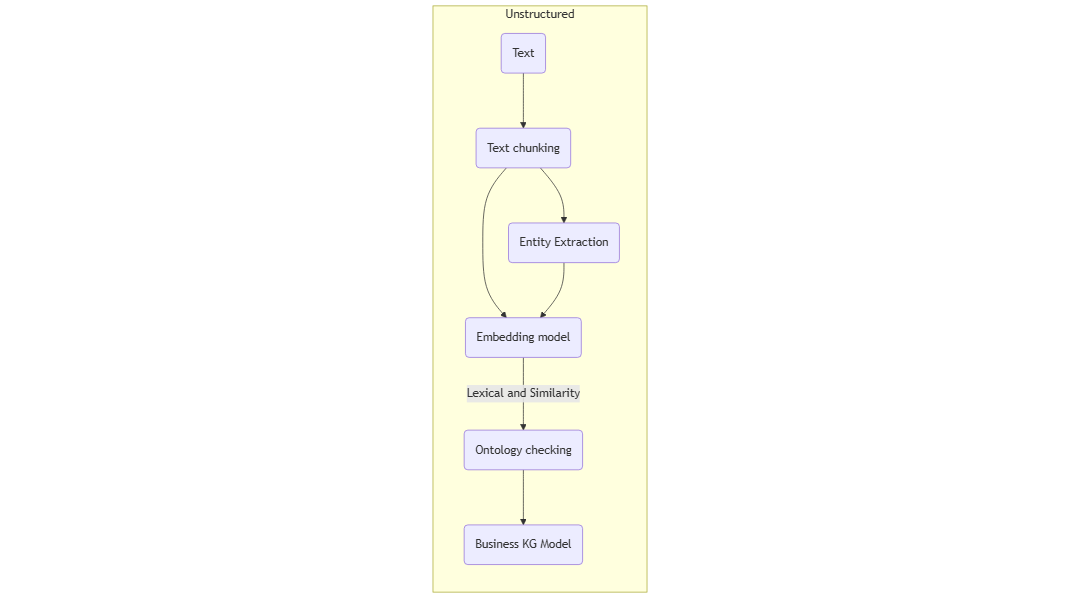 Unstructured
Text
Text chunking
Entity Extraction
Embedding model
Lexical and Similarity
Ontology checking
Business KG Model